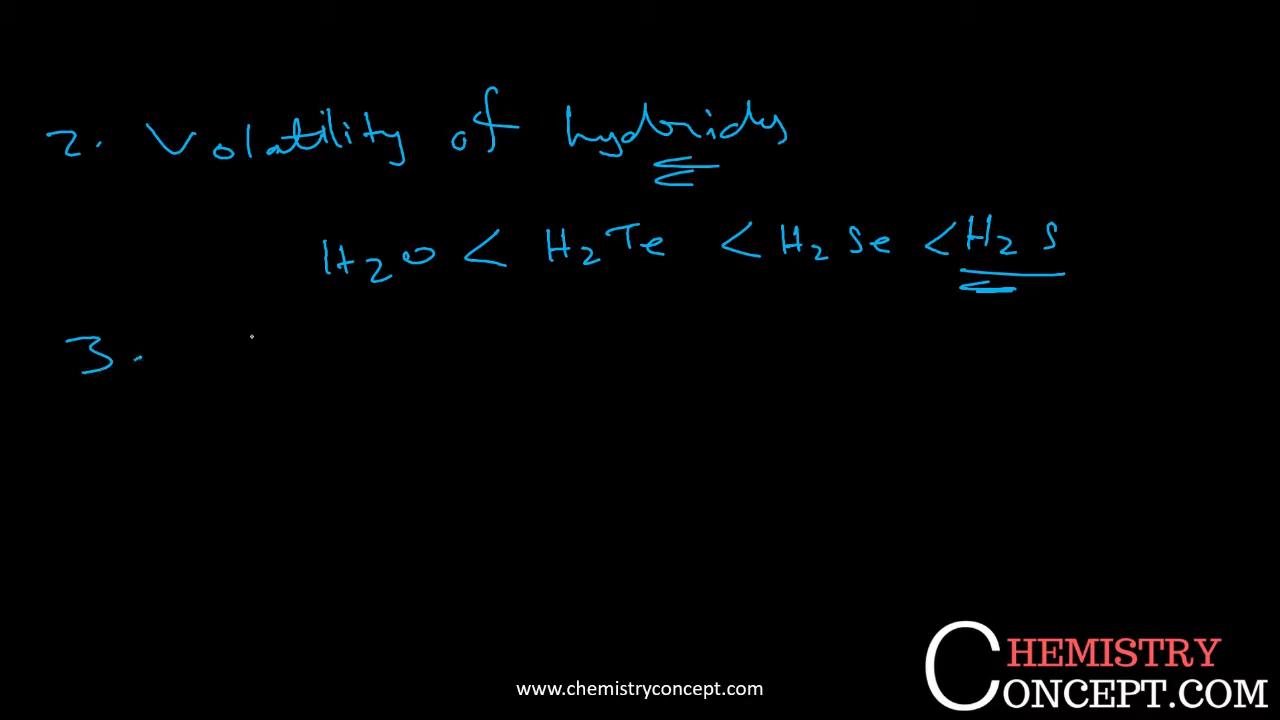 2. Volatility of hydrides
H2O < H2Te < H2Se < H2S
3.
www.chemistryconcept.com
CHEMISTRY
CONCEPT.COM